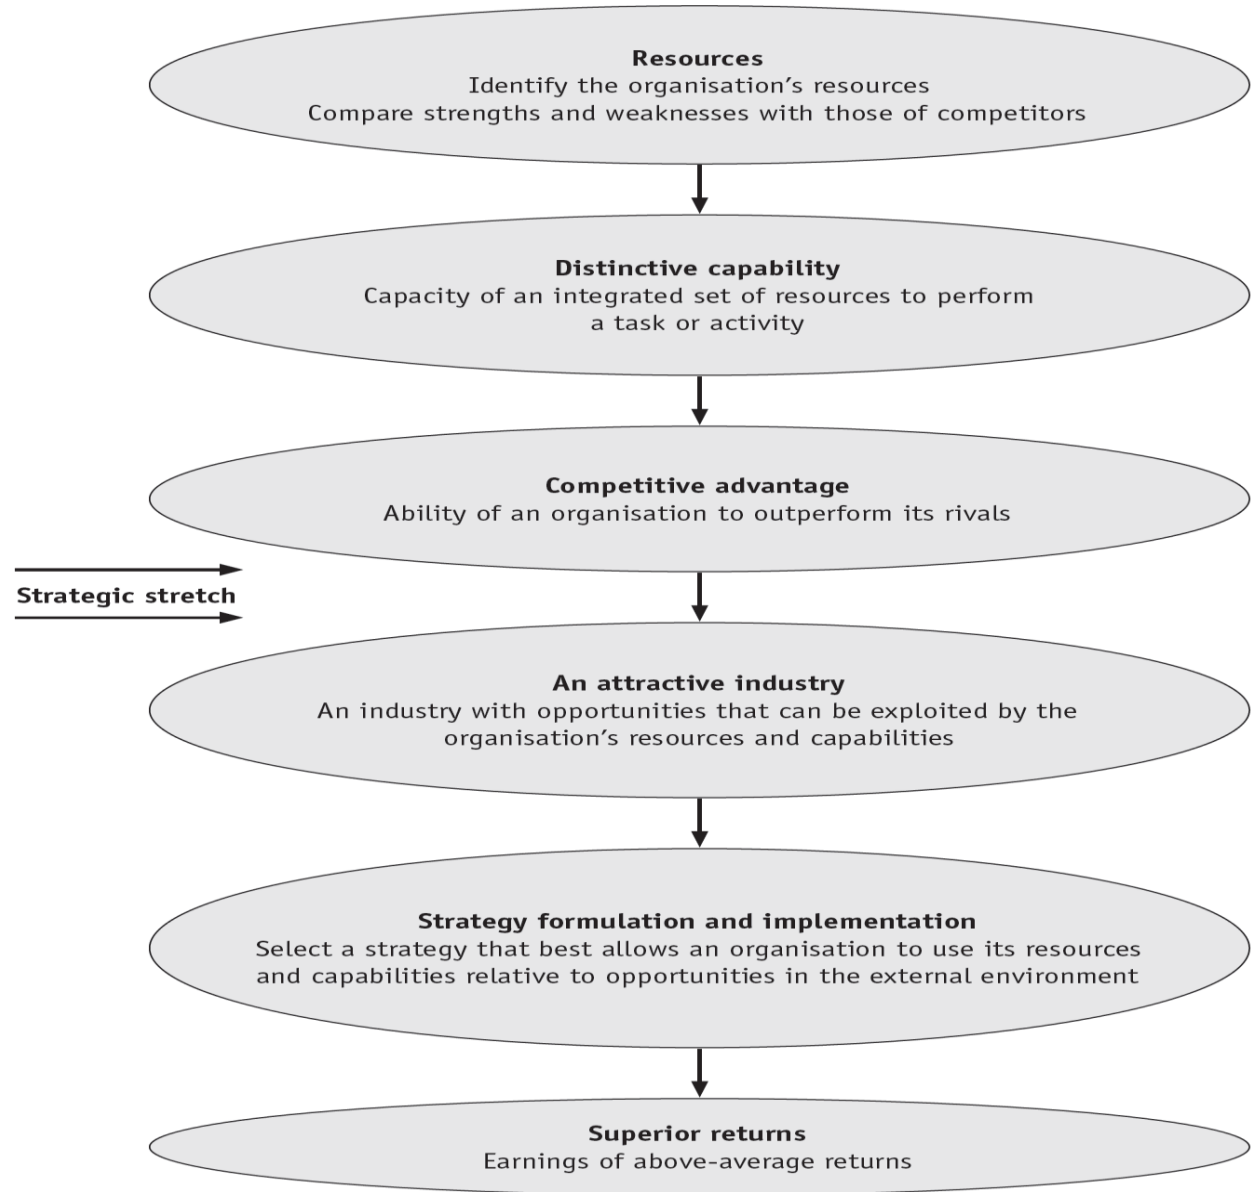 Resources
Identify the organisation’s resources
Compare strengths and weaknesses with those of competitors
Distinctive capability
Capacity of an integrated set of resources to perform
a task or activity
Competitive advantage
Ability of an organisation to outperform its rivals
Strategic stretch
An attractive industry
An industry with opportunities that can be exploited by the
organisation’s resources and capabilities
Strategy formulation and implementation
Select a strategy that best allows an organisation to use its resources
and capabilities relative to opportunities in the external environment
Superior returns
Earnings of above-average returns